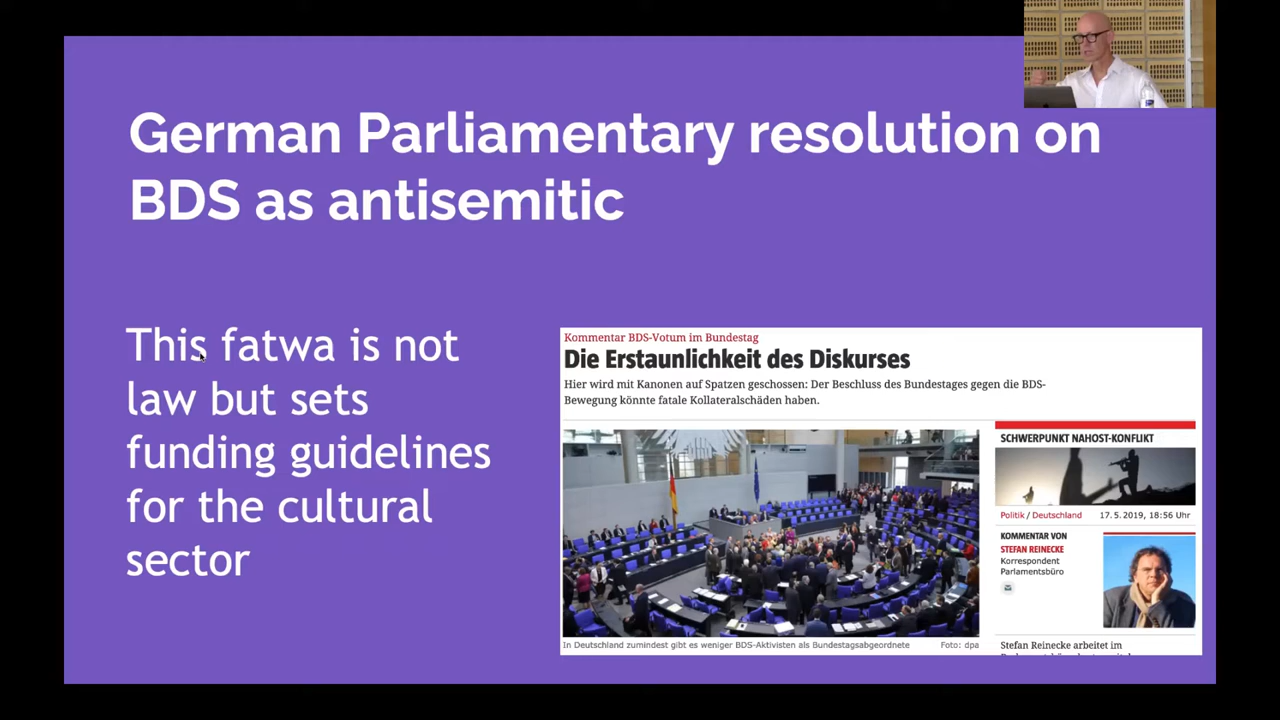 German Parliamentary resolution on
BDS as antisemitic
This fatwa is not
law but sets
funding guidelines
for the cultural
sector
Kommentar BDS-Votum im Bundestag
Die Erstaunlichkeit des Diskurses
Hier wird mit Kanonen auf Spatzen geschossen: Der Beschluss des Bundestages gegen die BDS-
Bewegung könnte fatale Kollateralschäden haben.
In Deutschland zumindest gibt es weniger BDS-Aktivisten als Bundestagsabgeordnete Foto: dpa
SCHWERPUNKT NAHOST-KONFLIKT
Politik / Deutschland 17. 5. 2019, 18:56 Uhr
KOMMENTAR VON
STEFAN REINECKE
Korrespondent
Parlamentsbüro
Stefan Reinecke arbeitet im